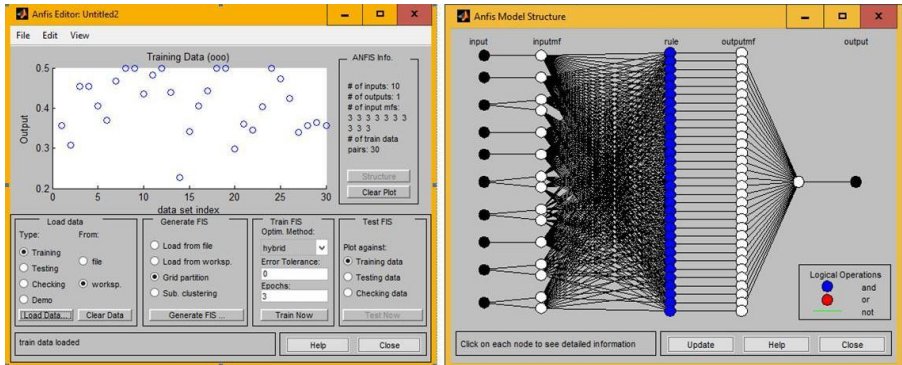 Anfis Editor: Untitled2
File Edit View
Training Data (ooo)
Output
0.5
0.4
0.3
0.2
0 5 10 15 20 25 30
data set index
ANFIS Info.
# of inputs: 10
# of outputs: 1
# of input mfs:
3 3 3 3 3 3 3
3 3 3
# of train data
pairs: 30
Structure
Clear Plot
Load data
Type: From:
Training
Testing
Checking
Demo
file
worksp.
Load Data... Clear Data
Generate FIS
Load from file
Load from worksp.
Grid partition
Sub. clustering
Generate FIS ...
Train FIS
Optim. Method:
hybrid
Error Tolerance:
0
Epochs:
3
Train Now
Test FIS
Plot against:
Training data
Testing data
Checking data
Test Now
train data loaded
Help Close
Anfis Model Structure
input inputmf rule outputmf output
Logical Operations
and
or
not
Click on each node to see detailed information
Update Help Close